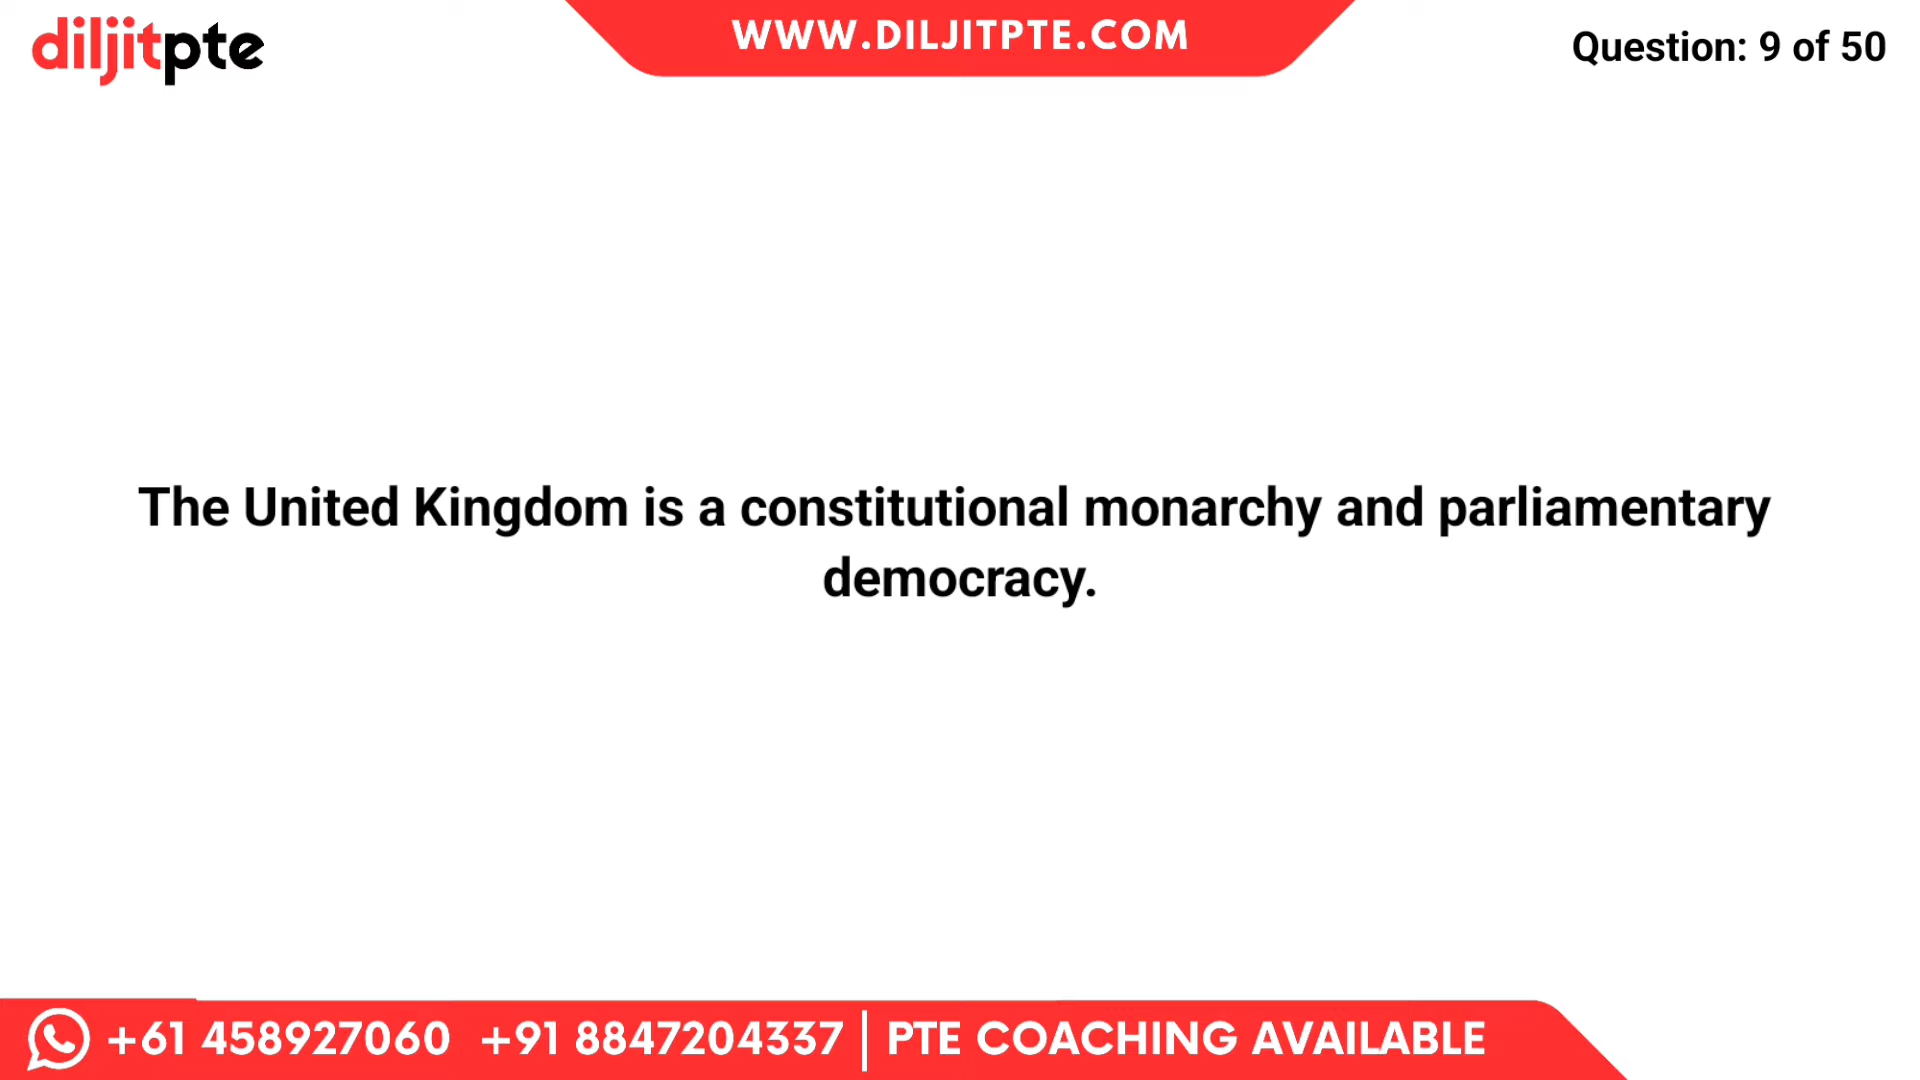 diljitpte
WWW.DILJITPTE.COM
Question: 9 of 50
The United Kingdom is a constitutional monarchy and parliamentary
democracy.
+61 458927060 +91 8847204337 | PTE COACHING AVAILABLE